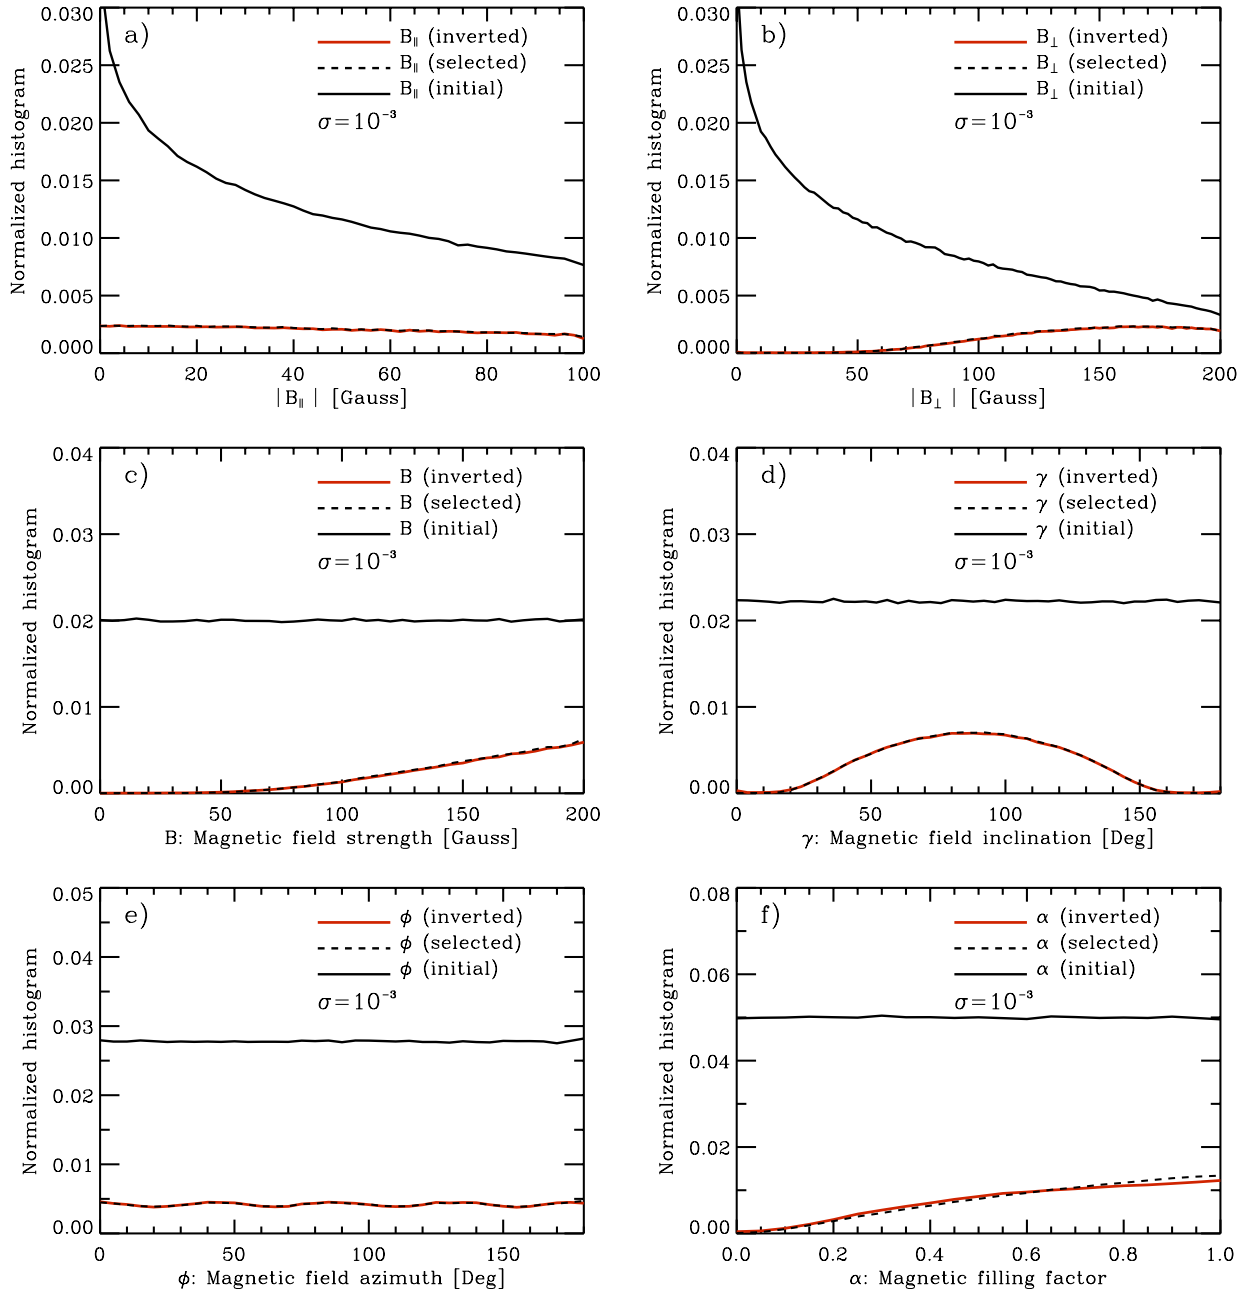 a)
B∥ (inverted)
B∥ (selected)
B∥ (initial)
σ=10⁻³
Normalized histogram
0.030
0.025
0.020
0.015
0.010
0.005
0.000
0 20 40 60 80 100
|B∥| [Gauss]
b)
B⊥ (inverted)
B⊥ (selected)
B⊥ (initial)
σ=10⁻³
Normalized histogram
0.030
0.025
0.020
0.015
0.010
0.005
0.000
0 50 100 150 200
|B⊥| [Gauss]
c)
B (inverted)
B (selected)
B (initial)
σ=10⁻³
Normalized histogram
0.04
0.03
0.02
0.01
0.00
0 50 100 150 200
B: Magnetic field strength [Gauss]
d)
γ (inverted)
γ (selected)
γ (initial)
σ=10⁻³
Normalized histogram
0.04
0.03
0.02
0.01
0.00
0 50 100 150
γ: Magnetic field inclination [Deg]
e)
ϕ (inverted)
ϕ (selected)
ϕ (initial)
σ=10⁻³
Normalized histogram
0.05
0.04
0.03
0.02
0.01
0.00
0 50 100 150
ϕ: Magnetic field azimuth [Deg]
f)
α (inverted)
α (selected)
α (initial)
σ=10⁻³
Normalized histogram
0.08
0.06
0.04
0.02
0.00
0.0 0.2 0.4 0.6 0.8 1.0
α: Magnetic filling factor